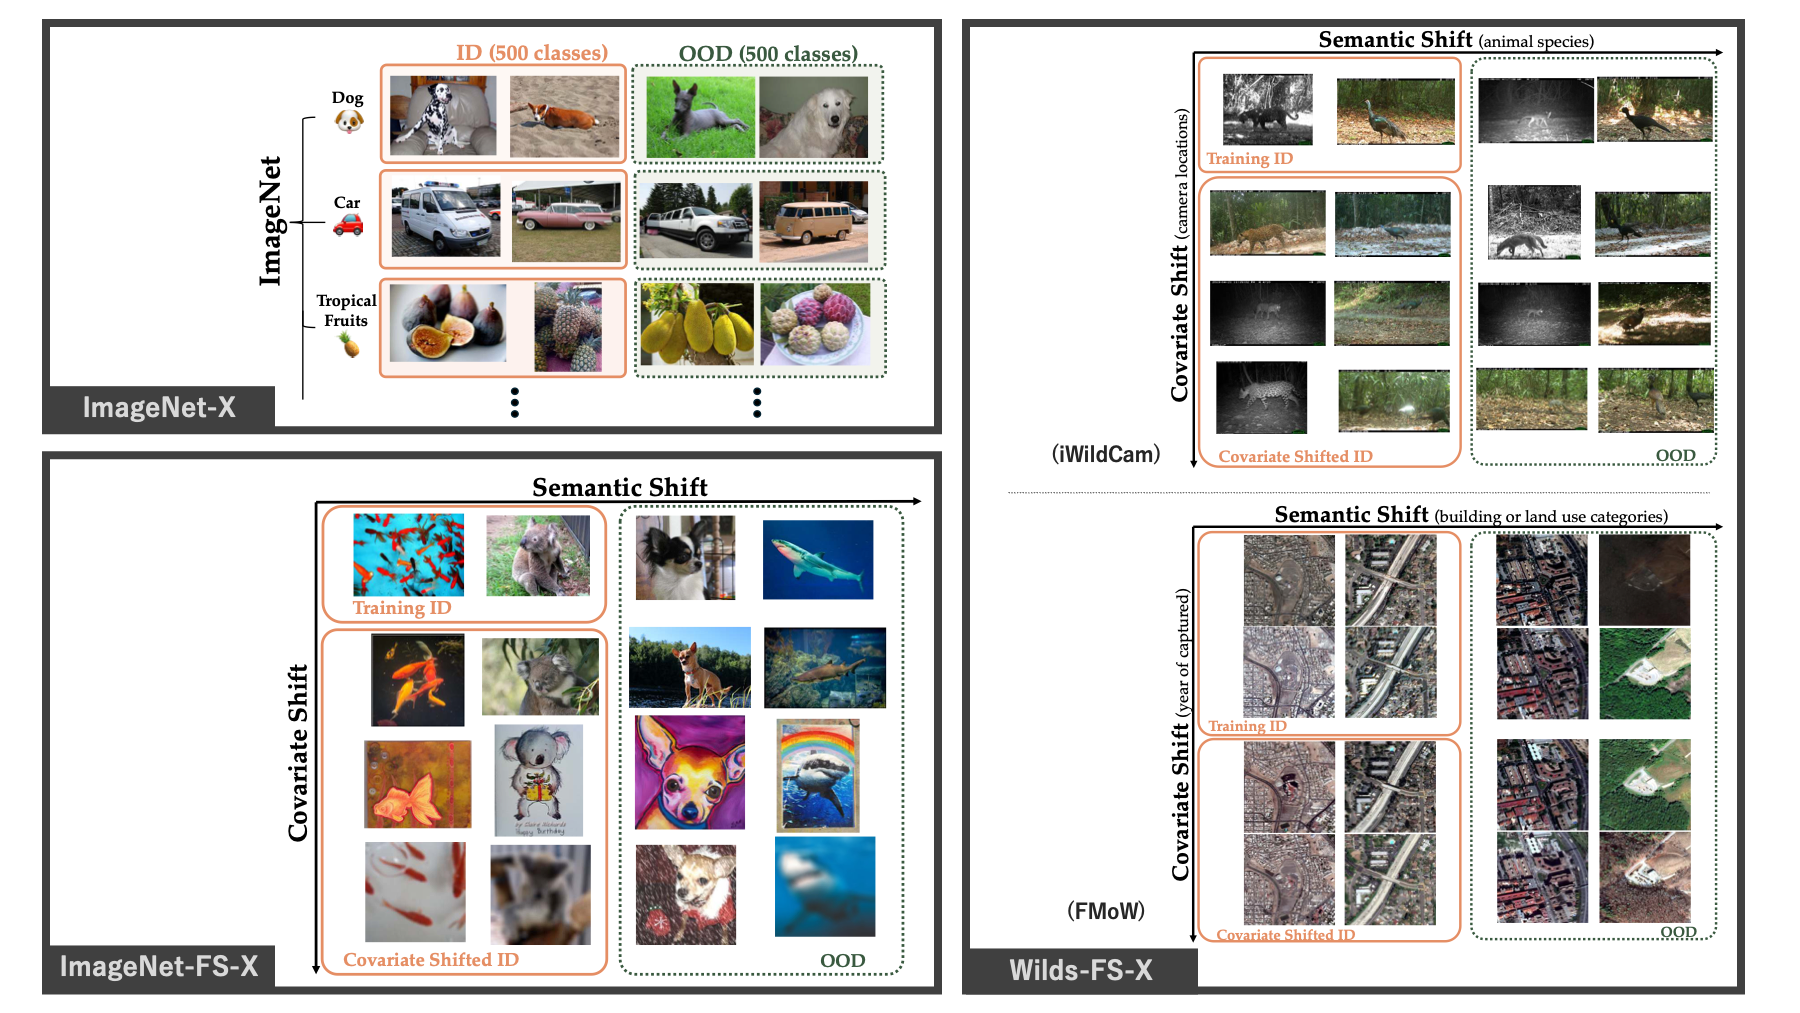 ID (500 classes)
OOD (500 classes)
ImageNet
Dog
Car
Tropical
Fruits
ImageNet-X
Semantic Shift
Covariate Shift
Training ID
Happy Birthday
Covariate Shifted ID
OOD
ImageNet-FS-X
Semantic Shift (animal species)
Covariate Shift (camera locations)
Training ID
(iWildCam)
Covariate Shifted ID
OOD
Semantic Shift (building or land use categories)
Covariate Shift (year of captured)
Training ID
(FMoW)
Covariate Shifted ID
OOD
Wilds-FS-X